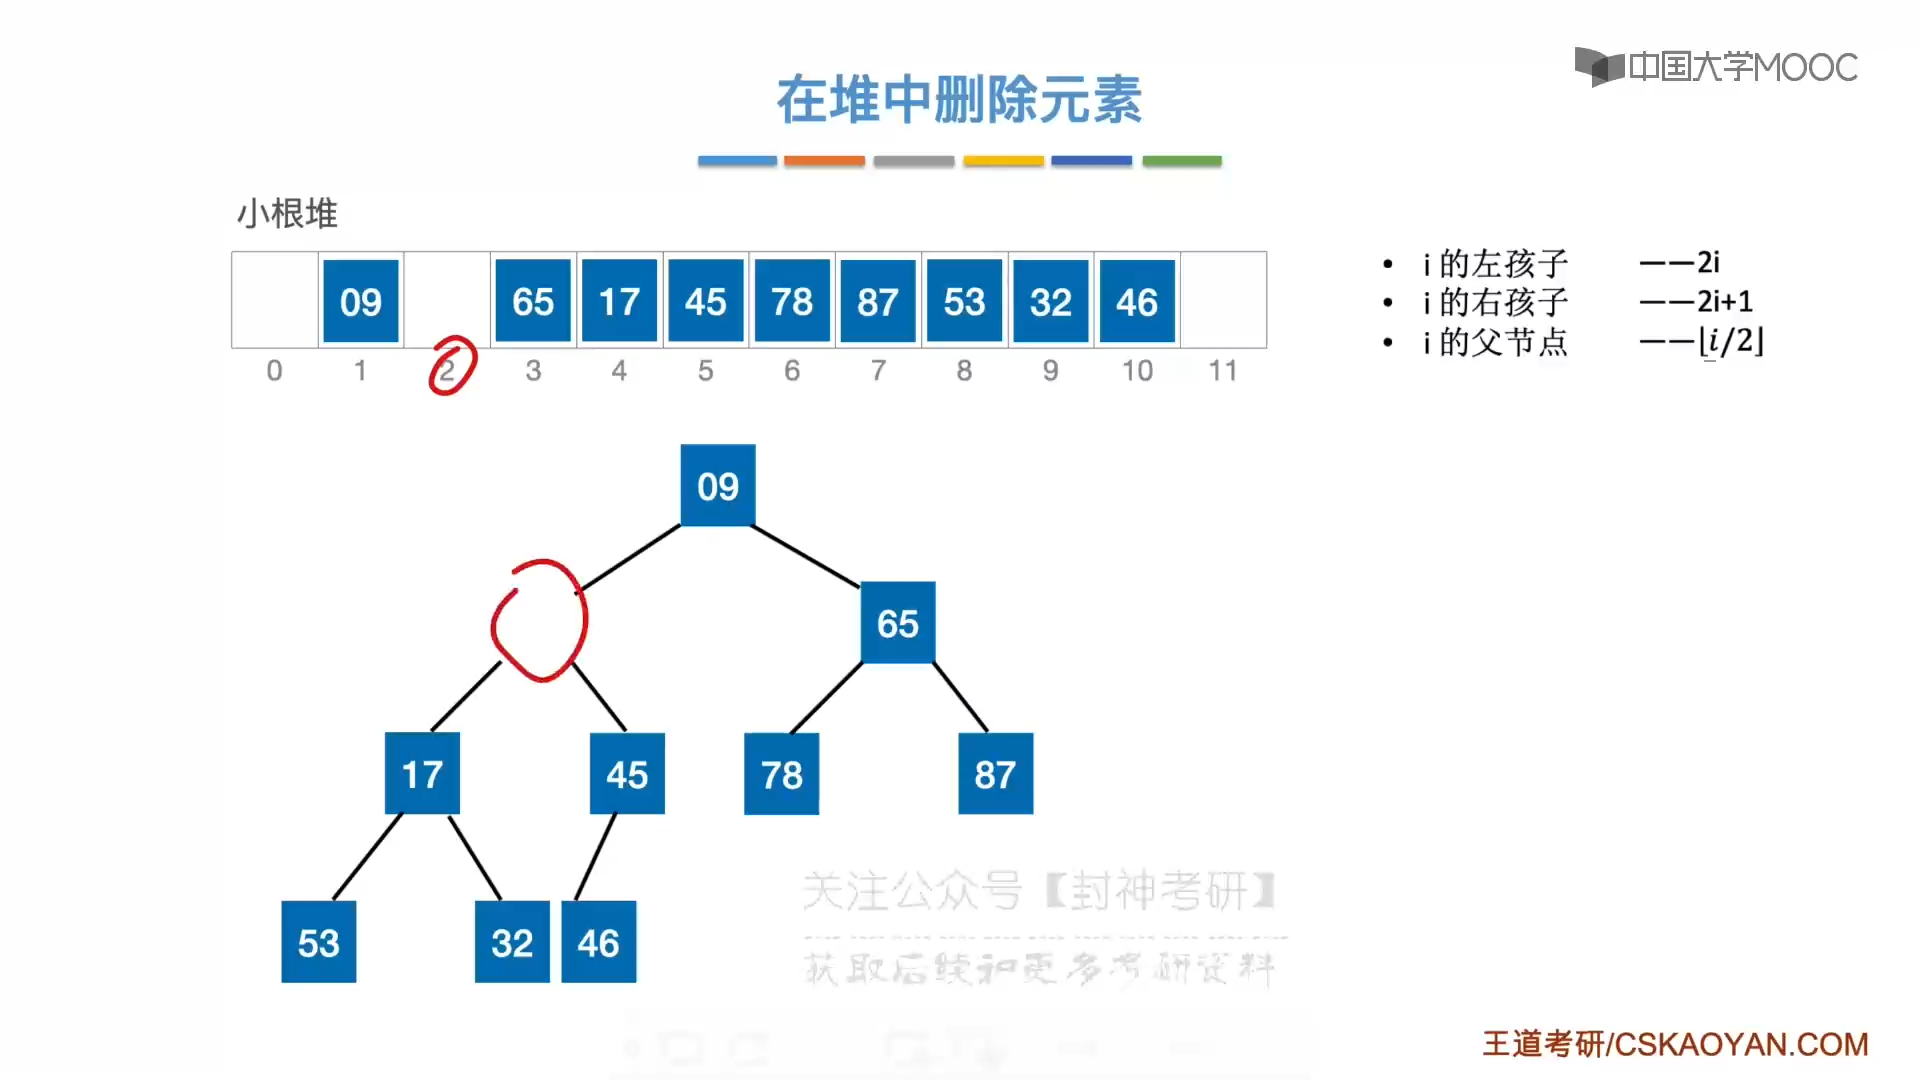 中国大学MOOC
在堆中删除元素
小根堆
09 65 17 45 78 87 53 32 46
0 1 2 3 4 5 6 7 8 9 10 11
• i 的左孩子 ——2i
• i 的右孩子 ——2i+1
• i 的父节点 ——⌊i/2⌋
09
65
17 45 78 87
53 32 46
关注公众号【封神考研】
获取后续和更多考研资料
王道考研/CSKAOYAN.COM